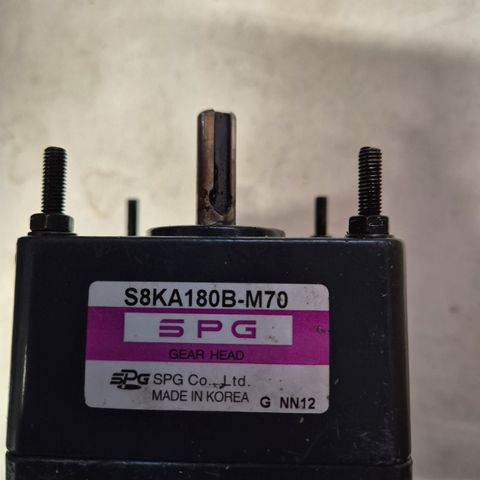 S8KA180B-M70
SPG
GEAR HEAD
SPG SPG Co., Ltd.
MADE IN KOREA G NN12